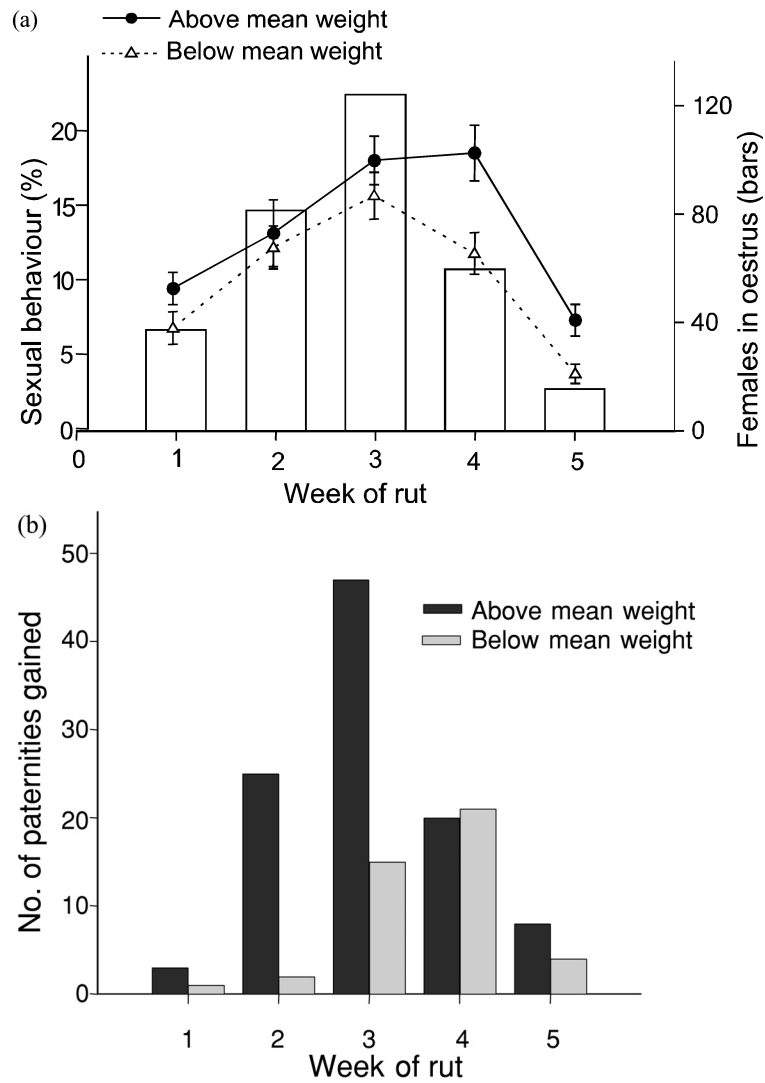 (a)
Above mean weight
Below mean weight
Sexual behaviour (%)
20
15
10
5
0
Females in oestrus (bars)
120
80
40
0
0 1 2 3 4 5
Week of rut
(b)
No. of paternities gained
50
40
30
20
10
0
Above mean weight
Below mean weight
1 2 3 4 5
Week of rut